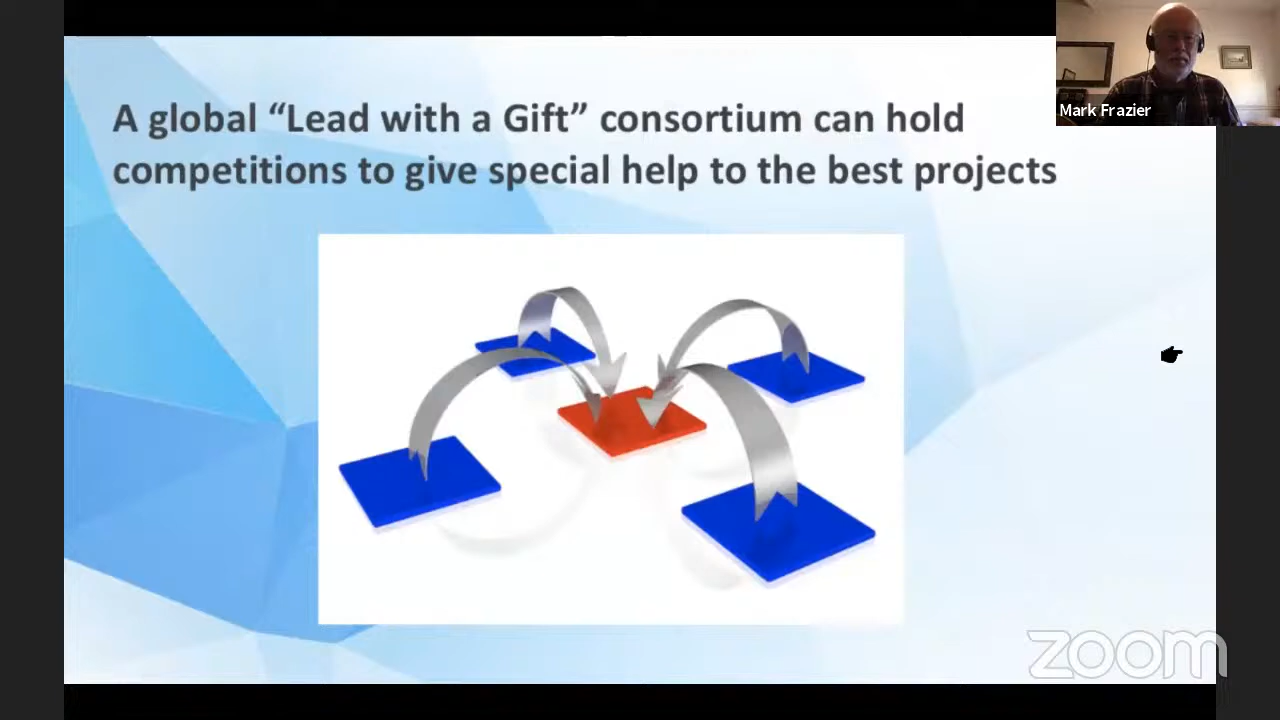 A global “Lead with a Gift” consortium can hold
competitions to give special help to the best projects
Mark Frazier
zoom